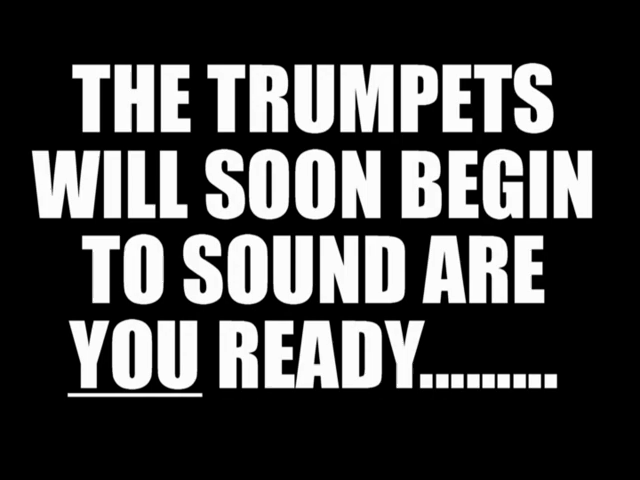 THE TRUMPETS
WILL SOON BEGIN
TO SOUND ARE
YOU READY.........